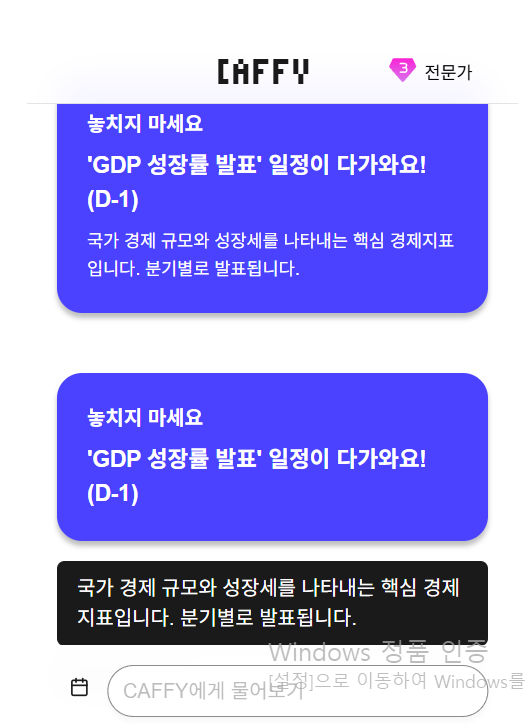 CAFFY
3 전문가
놓치지 마세요
'GDP 성장률 발표' 일정이 다가와요!
(D-1)
국가 경제 규모와 성장세를 나타내는 핵심 경제지표
입니다. 분기별로 발표됩니다.
놓치지 마세요
'GDP 성장률 발표' 일정이 다가와요!
(D-1)
국가 경제 규모와 성장세를 나타내는 핵심 경제
지표입니다. 분기별로 발표됩니다.
Windows 정품 인증
[설정]으로 이동하여 Windows를
CAFFY에게 물어보기